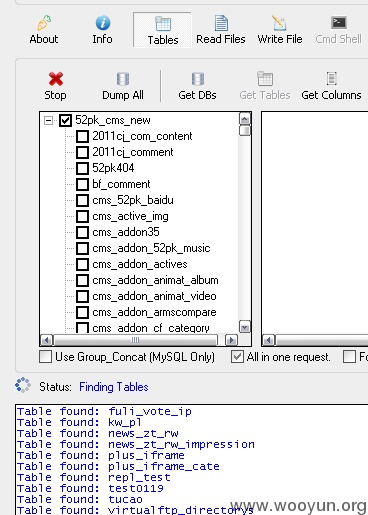 About Info Tables Read Files Write File Cmd Shell
Stop Dump All Get DBs Get Tables Get Columns
52pk_cms_new
2011cj_com_content
2011cj_comment
52pk404
bf_comment
cms_52pk_baidu
cms_active_img
cms_addon35
cms_addon_52pk_music
cms_addon_actives
cms_addon_animat_album
cms_addon_animat_video
cms_addon_armscompare
cms_addon_cf_category
Use Group_Concat (MySQL Only) All in one request. Fo
Status: Finding Tables
Table found: fuli_vote_ip
Table found: kw_pl
Table found: news_zt_rw
Table found: news_zt_rw_impression
Table found: plus_iframe
Table found: plus_iframe_cate
Table found: repl_test
Table found: test0119
Table found: tucao
Table found: virtualftp_directorys
www.wooyun.org